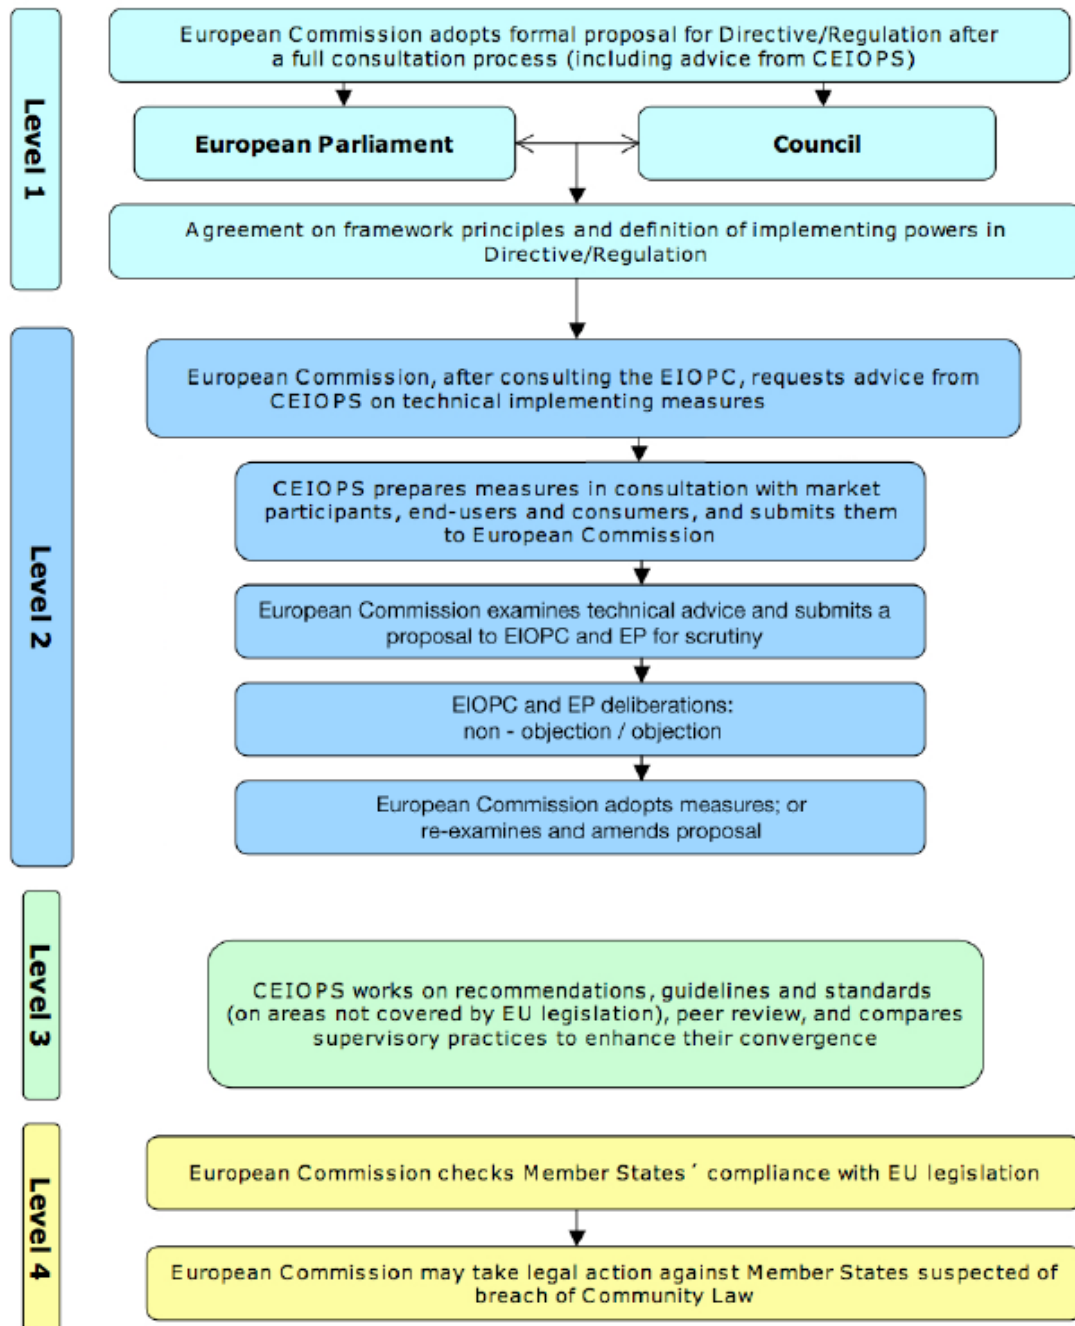 Level 1
European Commission adopts formal proposal for Directive/Regulation after
a full consultation process (including advice from CEIOPS)
European Parliament
Council
Agreement on framework principles and definition of implementing powers in
Directive/Regulation
Level 2
European Commission, after consulting the EIOPC, requests advice from
CEIOPS on technical implementing measures
CEIOPS prepares measures in consultation with market
participants, end-users and consumers, and submits them
to European Commission
European Commission examines technical advice and submits a
proposal to EIOPC and EP for scrutiny
EIOPC and EP deliberations:
non - objection / objection
European Commission adopts measures; or
re-examines and amends proposal
Level 3
CEIOPS works on recommendations, guidelines and standards
(on areas not covered by EU legislation), peer review, and compares
supervisory practices to enhance their convergence
Level 4
European Commission checks Member States´ compliance with EU legislation
European Commission may take legal action against Member States suspected of
breach of Community Law